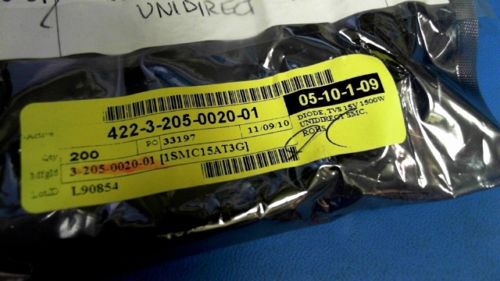 UNIDIRECT
422-3-205-0020-01
05-10-1-09
Qty 200 PO 33197 11/09/10
DIODE, TVS 15V 1500W
UNIDIRECT SMC,
ROHS
3-205-0020-01 [1SMC15AT3G]
L90854